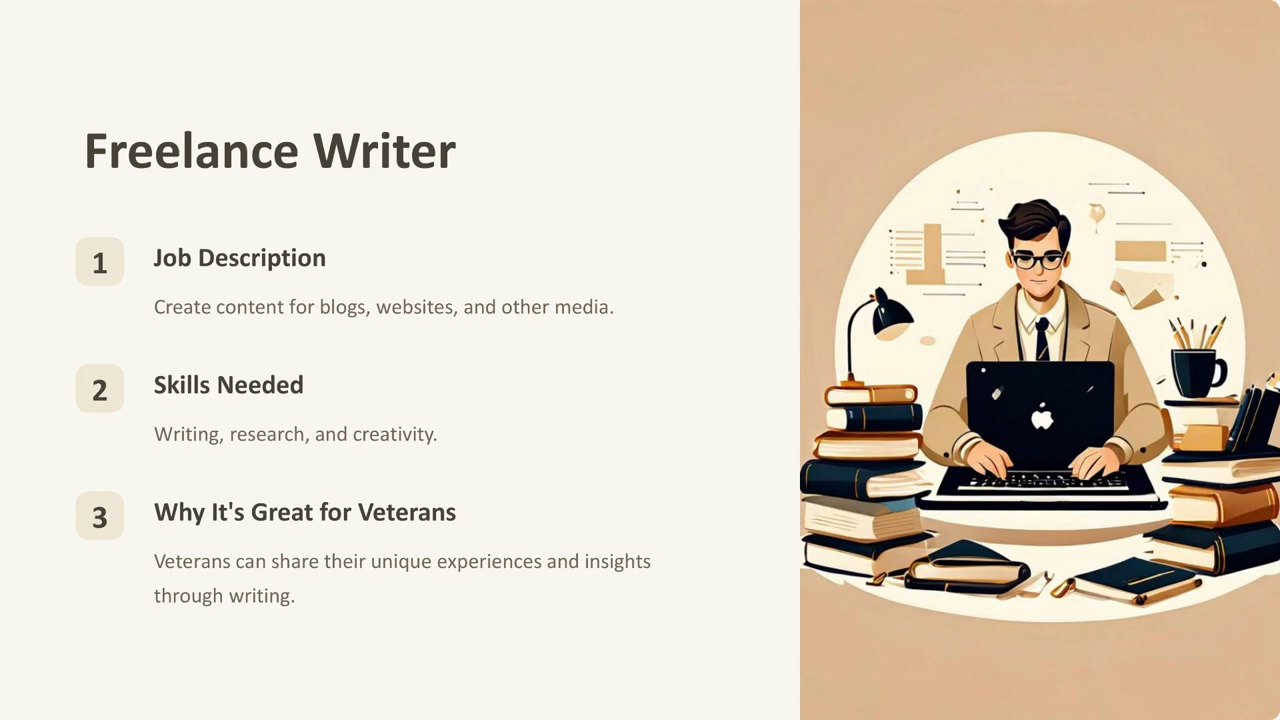 Freelance Writer
1
Job Description
Create content for blogs, websites, and other media.
2
Skills Needed
Writing, research, and creativity.
3
Why It's Great for Veterans
Veterans can share their unique experiences and insights
through writing.